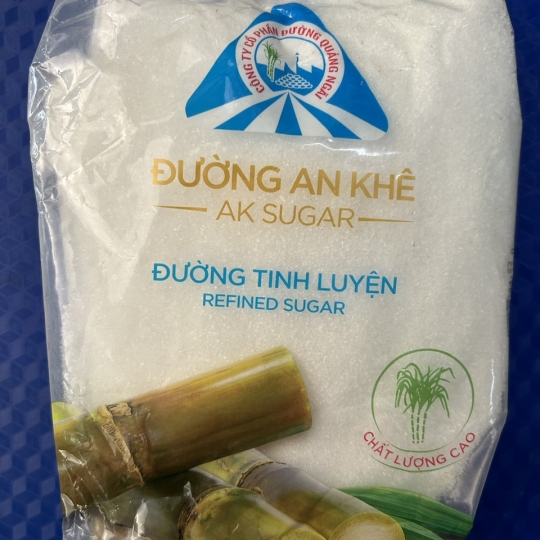 CÔNG TY CỔ PHẦN ĐƯỜNG QUẢNG NGÃI
ĐƯỜNG AN KHÊ
AK SUGAR
ĐƯỜNG TINH LUYỆN
REFINED SUGAR
CHẤT LƯỢNG CAO